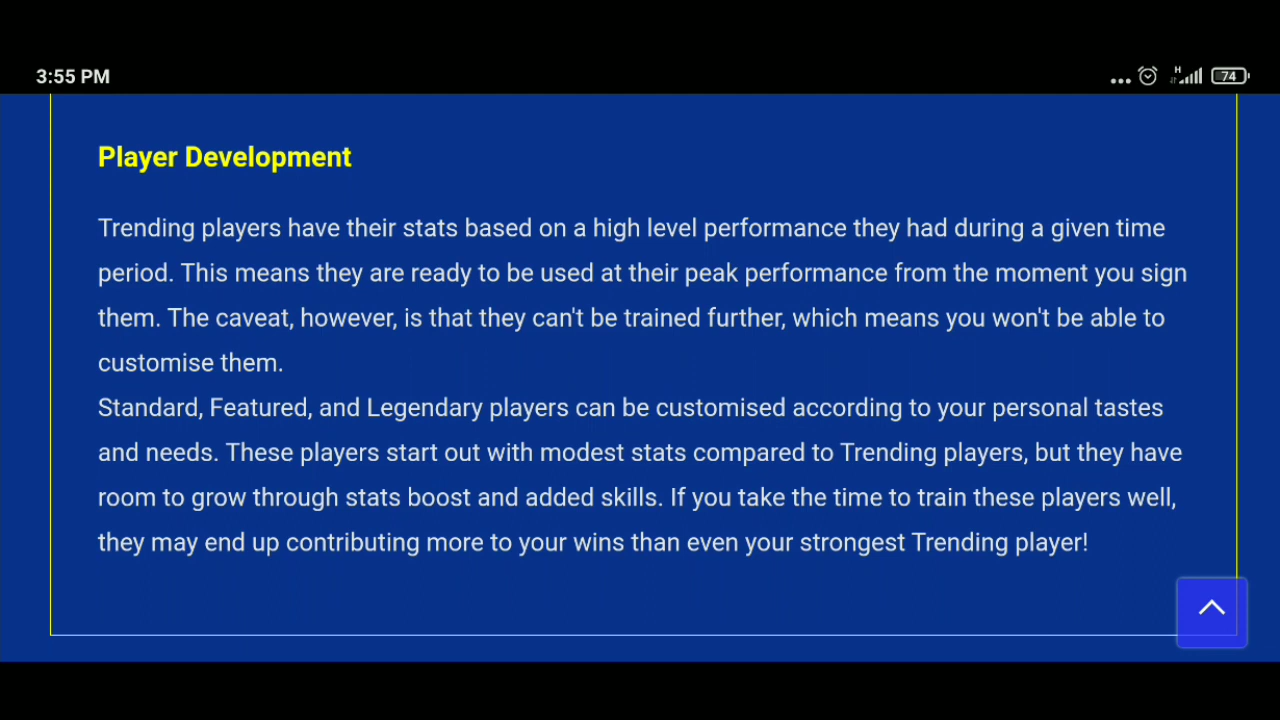 3:55 PM
H
74
Player Development
Trending players have their stats based on a high level performance they had during a given time
period. This means they are ready to be used at their peak performance from the moment you sign
them. The caveat, however, is that they can't be trained further, which means you won't be able to
customise them.
Standard, Featured, and Legendary players can be customised according to your personal tastes
and needs. These players start out with modest stats compared to Trending players, but they have
room to grow through stats boost and added skills. If you take the time to train these players well,
they may end up contributing more to your wins than even your strongest Trending player!